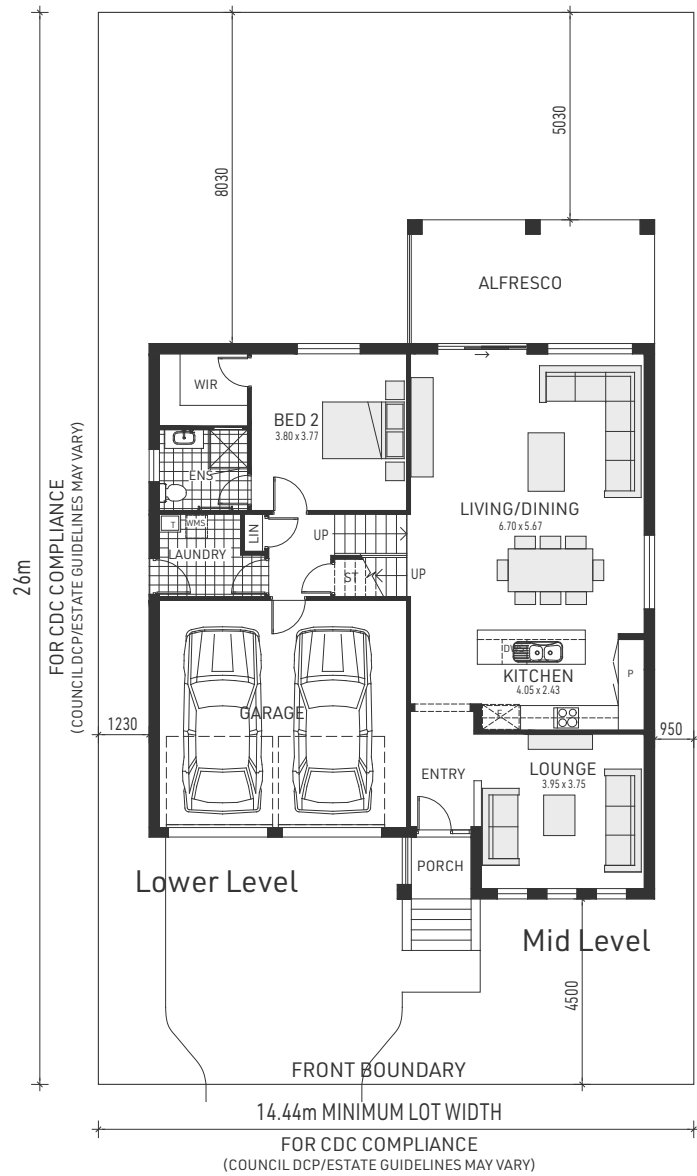 8030
5030
ALFRESCO
26m
FOR CDC COMPLIANCE
(COUNCIL DCP/ESTATE GUIDELINES MAY VARY)
WIR
BED 2
3.80 x 3.77
ENS
T
WMS
LIN
LAUNDRY
UP
ST
UP
LIVING/DINING
6.70 x 5.67
DW
KITCHEN
4.05 x 2.43
P
F
GARAGE
1230
950
ENTRY
LOUNGE
3.95 x 3.75
PORCH
Lower Level
Mid Level
4500
FRONT BOUNDARY
14.44m MINIMUM LOT WIDTH
FOR CDC COMPLIANCE
(COUNCIL DCP/ESTATE GUIDELINES MAY VARY)